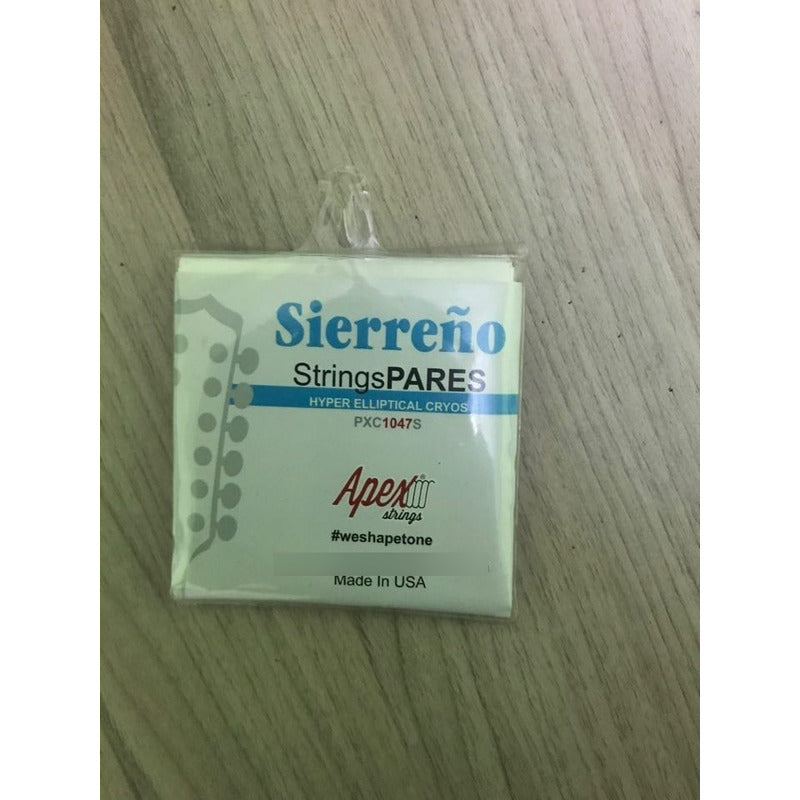 Sierreño
StringsPARES
HYPER ELLIPTICAL CRYOS
PXC1047S
Apex
strings
#weshapetone
Made In USA